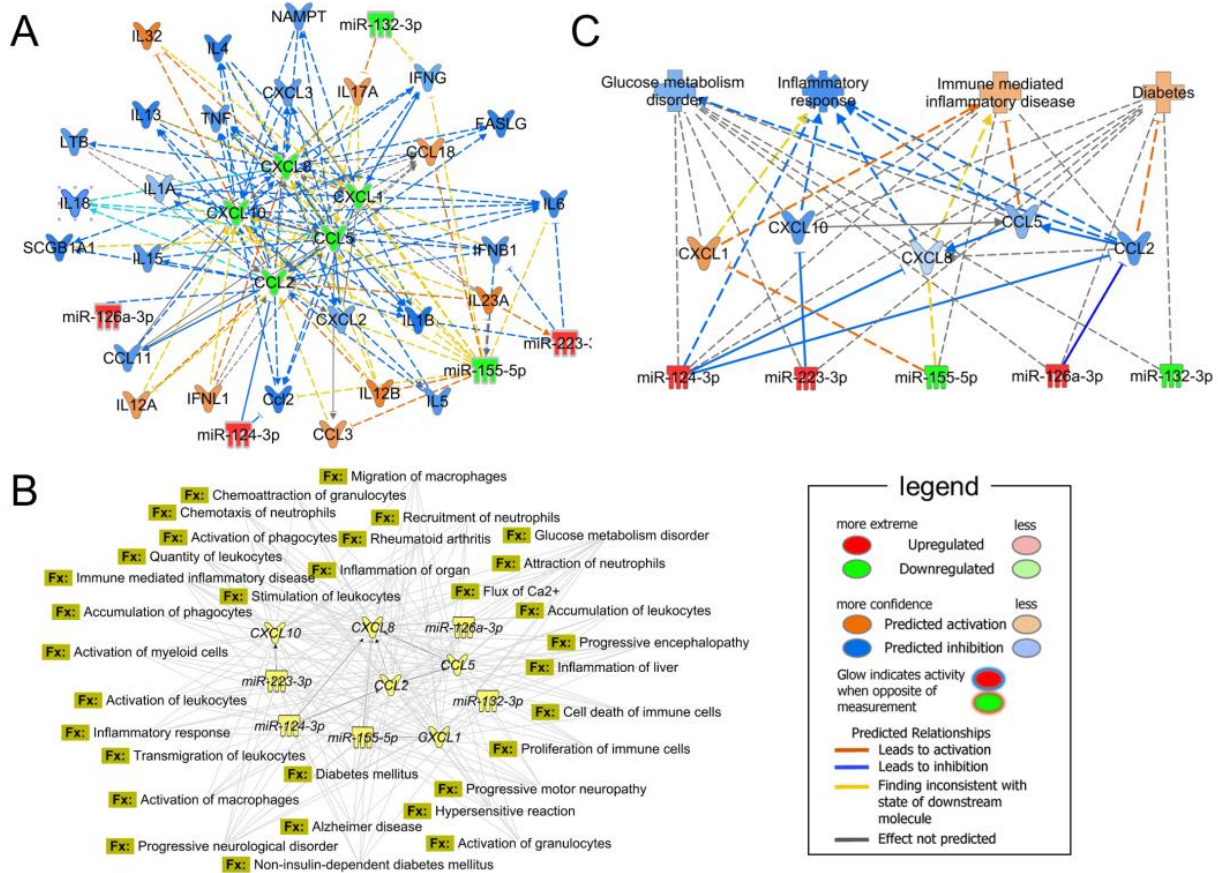 A
NAMPT
miR-132-3p
IL32
IL4
IFNG
CXCL3
IL17A
IL13
TNF
FASLG
LTB
CCL18
CXCL8
IL1A
CXCL1
IL18
CXCL10
IL6
CCL5
SCGB1A1
IL15
IFNB1
CCL2
IL23A
miR-126a-3p
CXCL2
IL1B
miR-223-3
CCL11
miR-155-5p
IL12A
IFNL1
Ccl2
IL12B
IL5
miR-124-3p
CCL3
C
Glucose metabolism
disorder
Inflammatory
response
Immune mediated
inflammatory disease
Diabetes
CXCL1
CXCL10
CXCL8
CCL5
CCL2
miR-124-3p
miR-223-3p
miR-155-5p
miR-126a-3p
miR-132-3p
B
Fx: Migration of macrophages
Fx: Chemoattraction of granulocytes
Fx: Chemotaxis of neutrophils
Fx: Recruitment of neutrophils
Fx: Activation of phagocytes
Fx: Rheumatoid arthritis
Fx: Glucose metabolism disorder
Fx: Quantity of leukocytes
Fx: Inflammation of organ
Fx: Attraction of neutrophils
Fx: Immune mediated inflammatory disease
Fx: Stimulation of leukocytes
Fx: Flux of Ca2+
Fx: Accumulation of phagocytes
Fx: Accumulation of leukocytes
CXCL10
CXCL8
miR-126a-3p
Fx: Progressive encephalopathy
Fx: Activation of myeloid cells
CCL5
Fx: Inflammation of liver
miR-223-3p
CCL2
miR-132-3p
Fx: Activation of leukocytes
Fx: Cell death of immune cells
miR-124-3p
miR-155-5p
CXCL1
Fx: Inflammatory response
Fx: Proliferation of immune cells
Fx: Transmigration of leukocytes
Fx: Diabetes mellitus
Fx: Progressive motor neuropathy
Fx: Activation of macrophages
Fx: Hypersensitive reaction
Fx: Alzheimer disease
Fx: Progressive neurological disorder
Fx: Activation of granulocytes
Fx: Non-insulin-dependent diabetes mellitus
legend
more extreme less
Upregulated
Downregulated
more confidence less
Predicted activation
Predicted inhibition
Glow indicates activity
when opposite of
measurement
Predicted Relationships
Leads to activation
Leads to inhibition
Finding inconsistent with
state of downstream
molecule
Effect not predicted